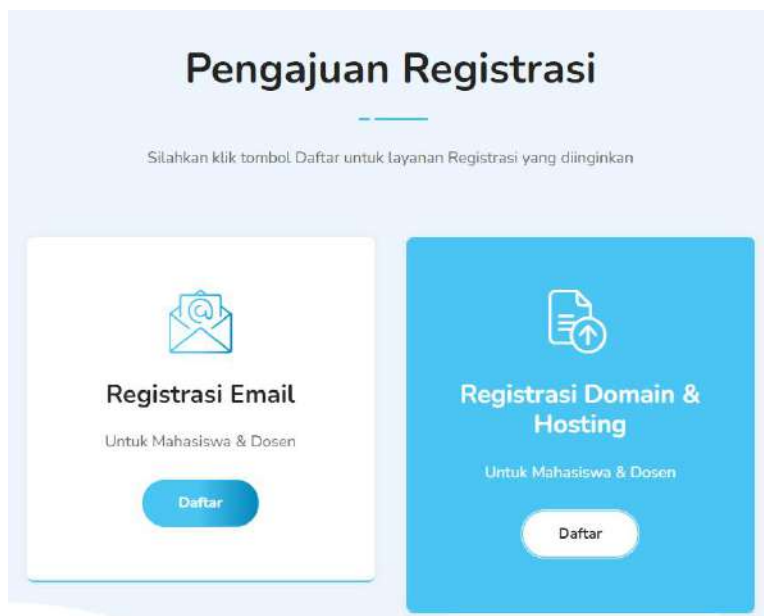 Pengajuan Registrasi
Silahkan klik tombol Daftar untuk layanan Registrasi yang diinginkan
Registrasi Email
Untuk Mahasiswa & Dosen
Daftar
Registrasi Domain &
Hosting
Untuk Mahasiswa & Dosen
Daftar